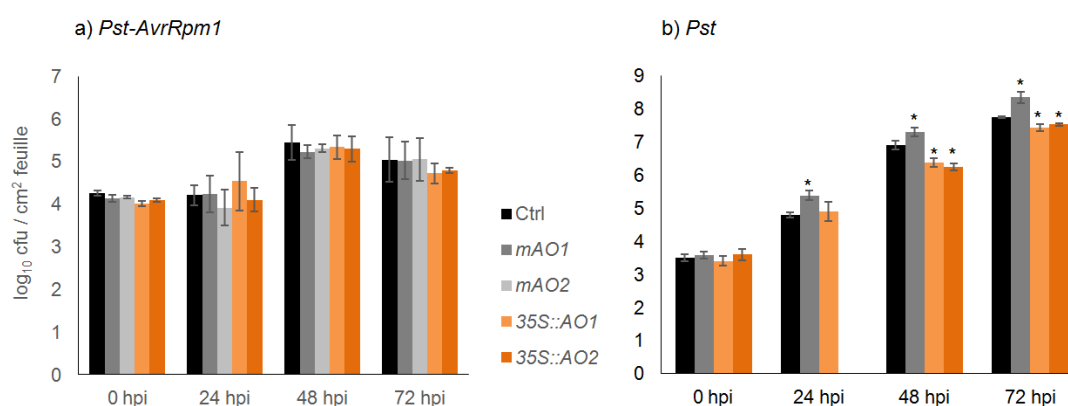 a) Pst-AvrRpm1
b) Pst
log10 cfu / cm2 feuille
7
6
5
4
3
2
1
0
0 hpi 24 hpi 48 hpi 72 hpi
Ctrl
mAO1
mAO2
35S::AO1
35S::AO2
9
8
7
6
5
4
3
2
1
0
* * * * * * *
0 hpi 24 hpi 48 hpi 72 hpi